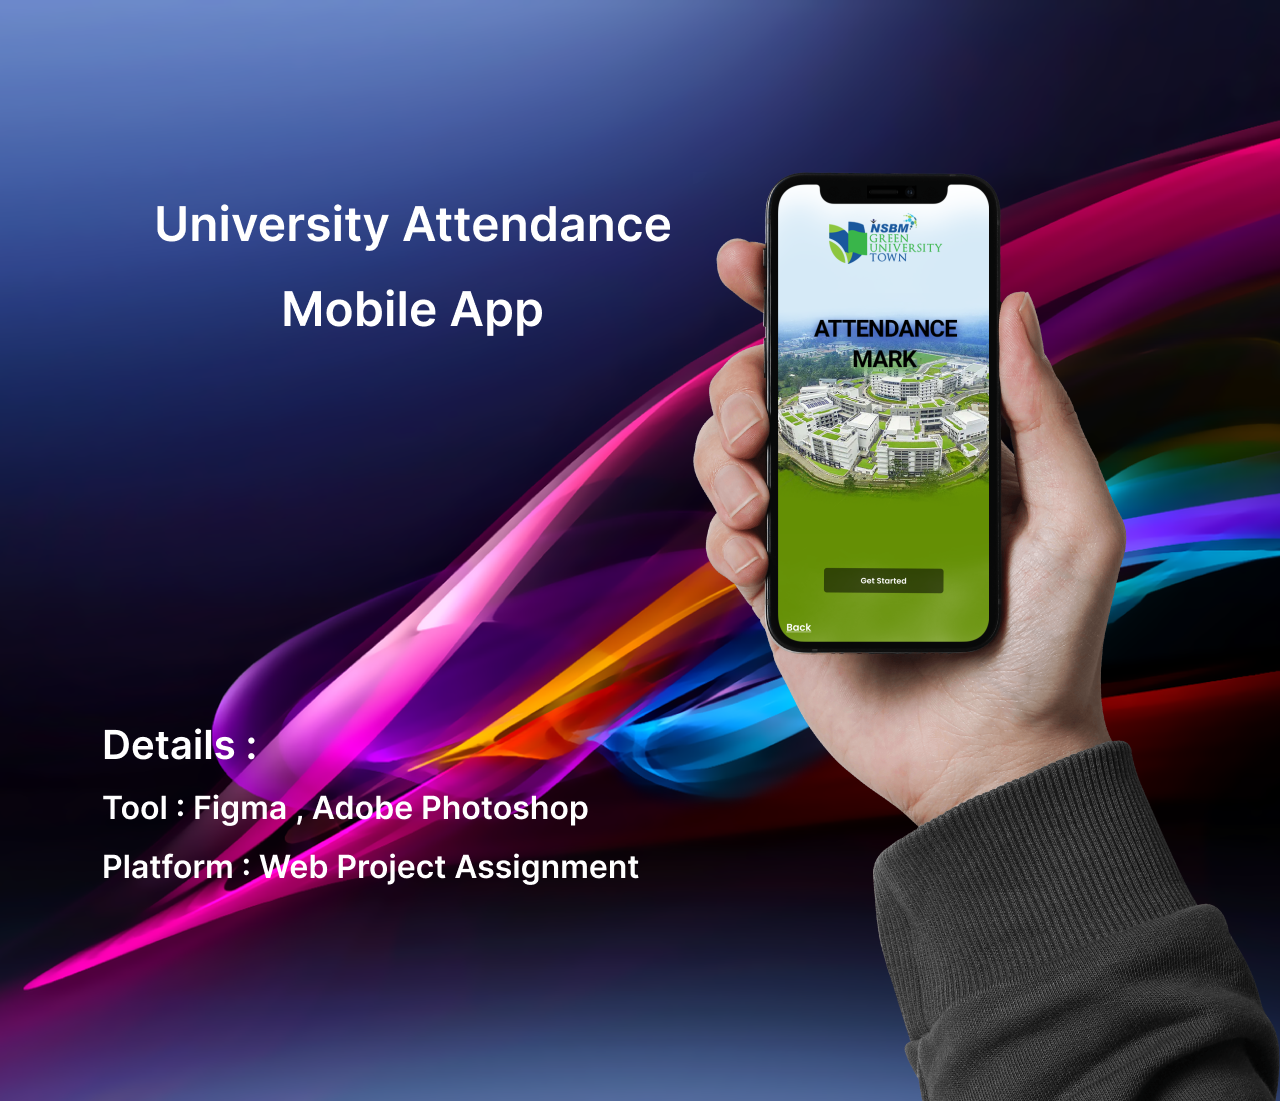 University Attendance
Mobile App
NSBM
GREEN
UNIVERSITY
TOWN
ATTENDANCE
MARK
Get Started
Back
Details :
Tool : Figma , Adobe Photoshop
Platform : Web Project Assignment